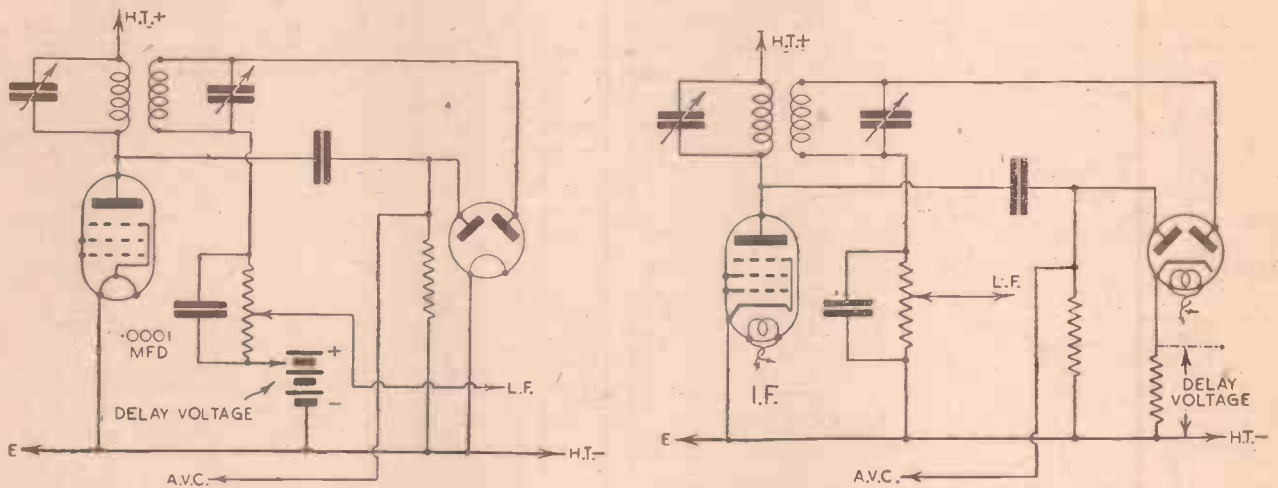 H.T.+
.0001
MFD
+
-
DELAY VOLTAGE
L.F.
E
H.T.-
A.V.C.
H.T.+
L.F.
I.F.
DELAY
VOLTAGE
E
H.T.-
A.V.C.